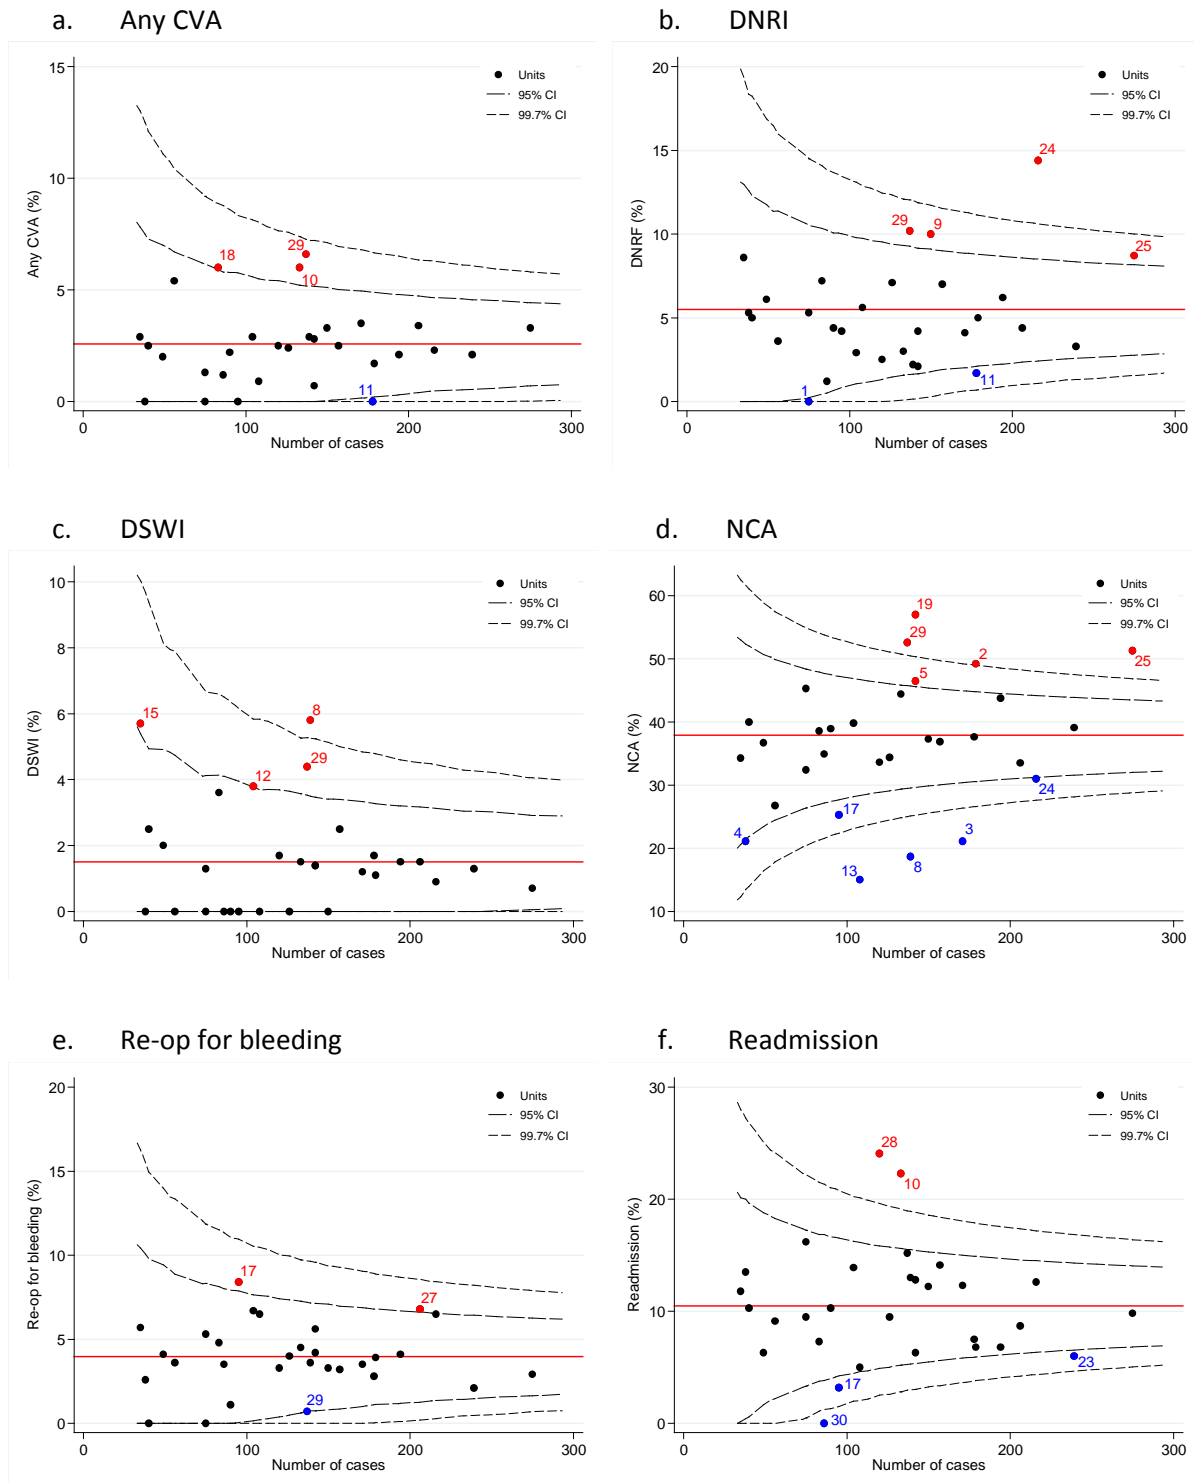 a. Any CVA
15
10
5
0
Any CVA (%)
Units
95% CI
99.7% CI
18
29
10
11
0
100
200
300
Number of cases
b. DNRI
20
15
10
5
0
DNRF (%)
Units
95% CI
99.7% CI
24
29
9
25
1
11
0
100
200
300
Number of cases
c. DSWI
10
8
6
4
2
0
DSWI (%)
Units
95% CI
99.7% CI
15
8
29
12
0
100
200
300
Number of cases
d. NCA
60
50
40
30
20
10
NCA (%)
Units
95% CI
99.7% CI
19
29
2
25
5
24
17
4
3
8
13
0
100
200
300
Number of cases
e. Re-op for bleeding
20
15
10
5
0
Re-op for bleeding (%)
Units
95% CI
99.7% CI
17
27
29
0
100
200
300
Number of cases
f. Readmission
30
20
10
0
Readmission (%)
Units
95% CI
99.7% CI
28
10
23
17
30
0
100
200
300
Number of cases